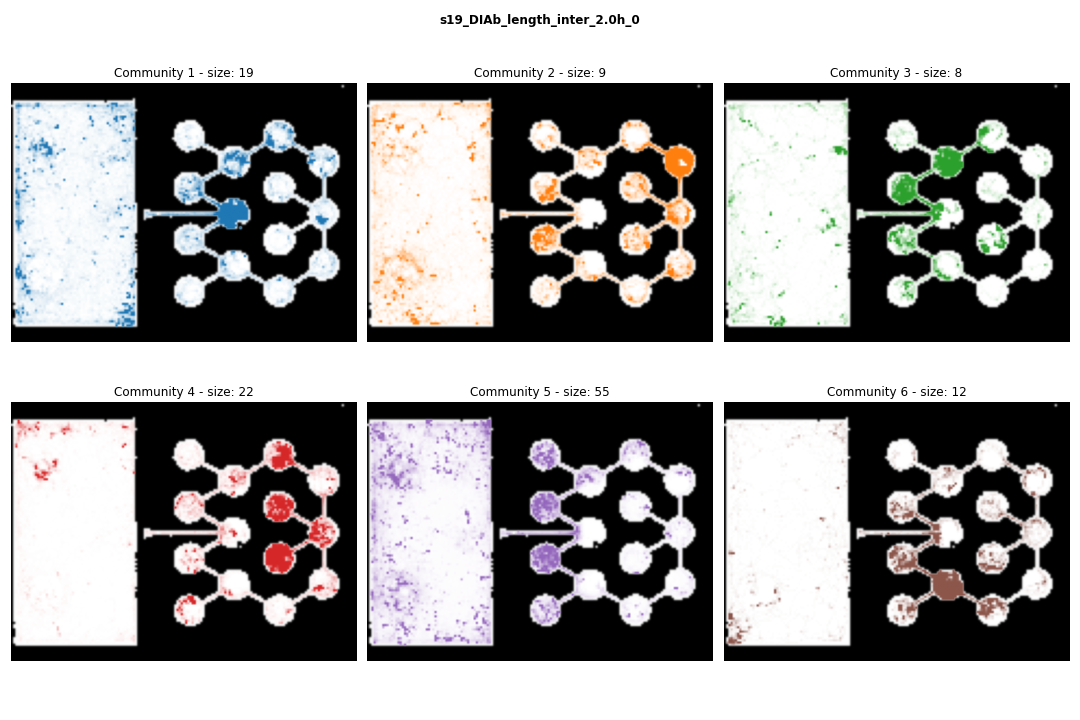 s19_DIAb_length_inter_2.0h_0
Community 1 - size: 19
Community 2 - size: 9
Community 3 - size: 8
Community 4 - size: 22
Community 5 - size: 55
Community 6 - size: 12